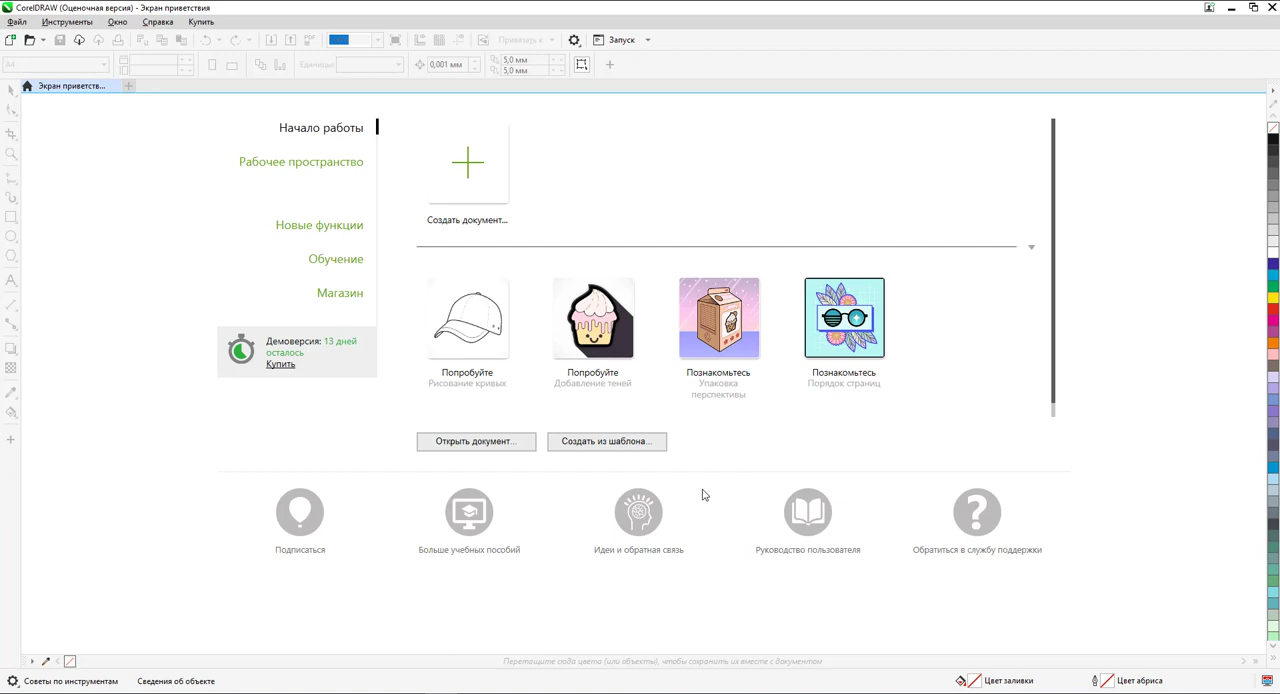 CorelDRAW (Оценочная версия) - Экран приветствия
Файл Инструменты Окно Справка Купить
PDF Привязать к Запуск
A4 Единицы: 0,001 мм 5,0 мм
5,0 мм
Экран приветств...
Начало работы
Рабочее пространство
Новые функции
Обучение
Магазин
Демоверсия: 13 дней
осталось
Купить
Создать документ...
Попробуйте
Рисование кривых
Попробуйте
Добавление теней
Познакомьтесь
Упаковка
перспективы
Познакомьтесь
Порядок страниц
Открыть документ... Создать из шаблона...
Подписаться Больше учебных пособий Идеи и обратная связь Руководство пользователя Обратиться в службу поддержки
Перетащите сюда цвета (или объекты), чтобы сохранить их вместе с документом
Советы по инструментам Сведения об объекте Цвет заливки Цвет абриса